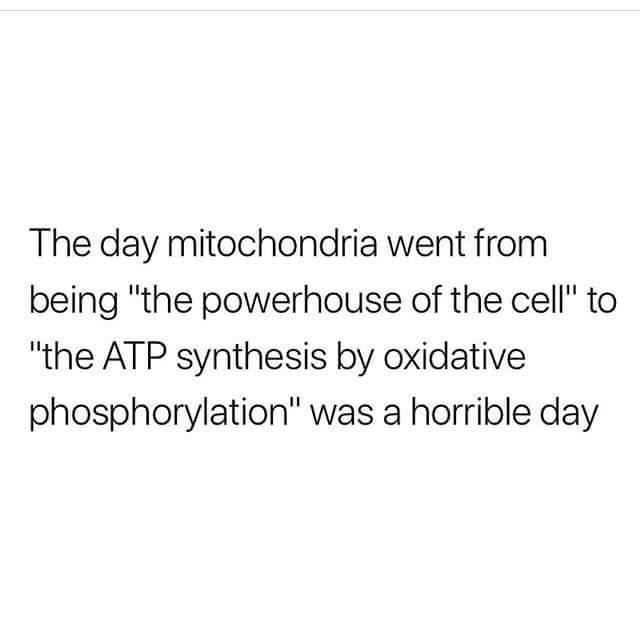 The day mitochondria went from
being "the powerhouse of the cell" to
"the ATP synthesis by oxidative
phosphorylation" was a horrible day